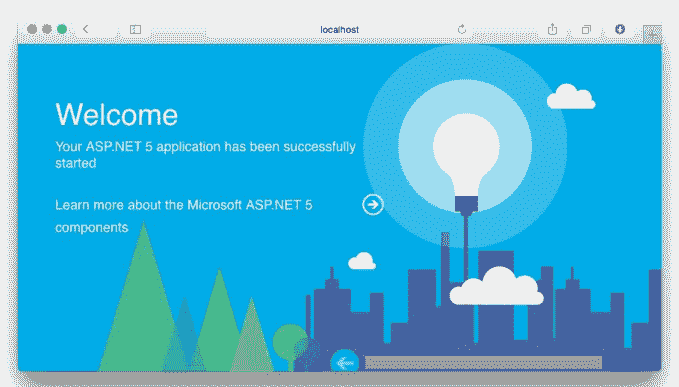 localhost
Welcome
Your ASP.NET 5 application has been successfully
started
Learn more about the Microsoft ASP.NET 5
components